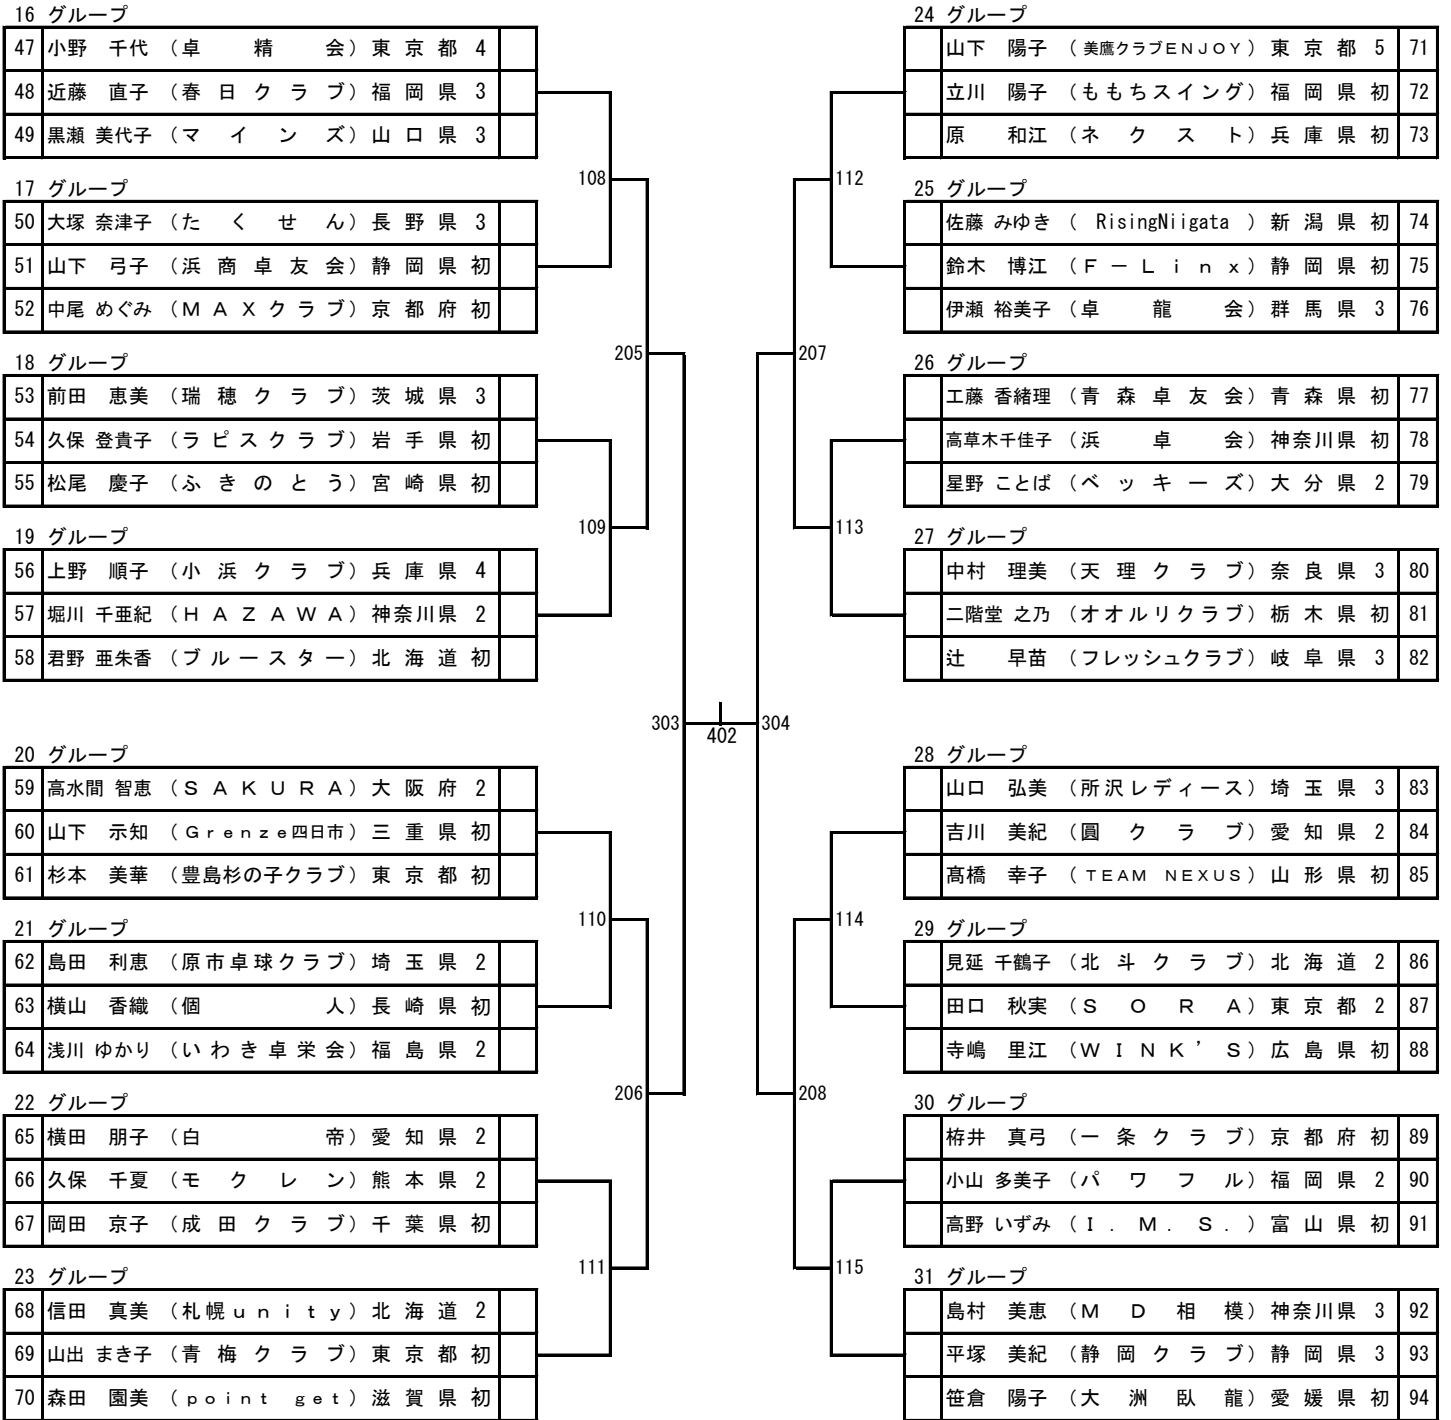 16 グループ
47 小野 千代 （卓精会） 東京都 4
48 近藤 直子 （春日クラブ） 福岡県 3
49 黒瀬 美代子 （マインズ） 山口県 3
108
17 グループ
50 大塚 奈津子 （たくせん） 長野県 3
51 山下 弓子 （浜商卓友会） 静岡県 初
52 中尾 めぐみ （ＭＡＸクラブ） 京都府 初
205
18 グループ
53 前田 恵美 （瑞穂クラブ） 茨城県 3
54 久保 登貴子 （ラピスクラブ） 岩手県 初
55 松尾 慶子 （ふきのとう） 宮崎県 初
109
19 グループ
56 上野 順子 （小浜クラブ） 兵庫県 4
57 堀川 千亜紀 （ＨＡＺＡＷＡ） 神奈川県 2
58 君野 亜朱香 （ブルースター） 北海道 初
303
402
304
20 グループ
59 高水間 智恵 （ＳＡＫＵＲＡ） 大阪府 2
60 山下 示知 （Ｇｒｅｎｚｅ四日市） 三重県 初
61 杉本 美華 （豊島杉の子クラブ） 東京都 初
110
21 グループ
62 島田 利恵 （原市卓球クラブ） 埼玉県 2
63 横山 香織 （個人） 長崎県 初
64 浅川 ゆかり （いわき卓栄会） 福島県 2
206
22 グループ
65 横田 朋子 （白帝） 愛知県 2
66 久保 千夏 （モクレン） 熊本県 2
67 岡田 京子 （成田クラブ） 千葉県 初
111
23 グループ
68 信田 真美 （札幌ｕｎｉｔｙ） 北海道 2
69 山出 まき子 （青梅クラブ） 東京都 初
70 森田 園美 （ｐｏｉｎｔ ｇｅｔ） 滋賀県 初
24 グループ
山下 陽子 （美鷹クラブＥＮＪＯＹ） 東京都 5 71
立川 陽子 （ももちスイング） 福岡県 初 72
原 和江 （ネクスト） 兵庫県 初 73
112
25 グループ
佐藤 みゆき （ RisingNiigata ） 新潟県 初 74
鈴木 博江 （Ｆ－Ｌｉｎｘ） 静岡県 初 75
伊瀬 裕美子 （卓龍会） 群馬県 3 76
207
26 グループ
工藤 香緒理 （青森卓友会） 青森県 初 77
高草木千佳子 （浜卓会） 神奈川県 初 78
星野 ことば （ベッキーズ） 大分県 2 79
113
27 グループ
中村 理美 （天理クラブ） 奈良県 3 80
二階堂 之乃 （オオルリクラブ） 栃木県 初 81
辻 早苗 （フレッシュクラブ） 岐阜県 3 82
28 グループ
山口 弘美 （所沢レディース） 埼玉県 3 83
吉川 美紀 （圓クラブ） 愛知県 2 84
髙橋 幸子 （ＴＥＡＭ ＮＥＸＵＳ） 山形県 初 85
114
29 グループ
見延 千鶴子 （北斗クラブ） 北海道 2 86
田口 秋実 （ＳＯＲＡ） 東京都 2 87
寺嶋 里江 （ＷＩＮＫ’Ｓ） 広島県 初 88
208
30 グループ
栫井 真弓 （一条クラブ） 京都府 初 89
小山 多美子 （パワフル） 福岡県 2 90
高野 いずみ （Ｉ．Ｍ．Ｓ．） 富山県 初 91
115
31 グループ
島村 美恵 （ＭＤ相模） 神奈川県 3 92
平塚 美紀 （静岡クラブ） 静岡県 3 93
笹倉 陽子 （大洲臥龍） 愛媛県 初 94